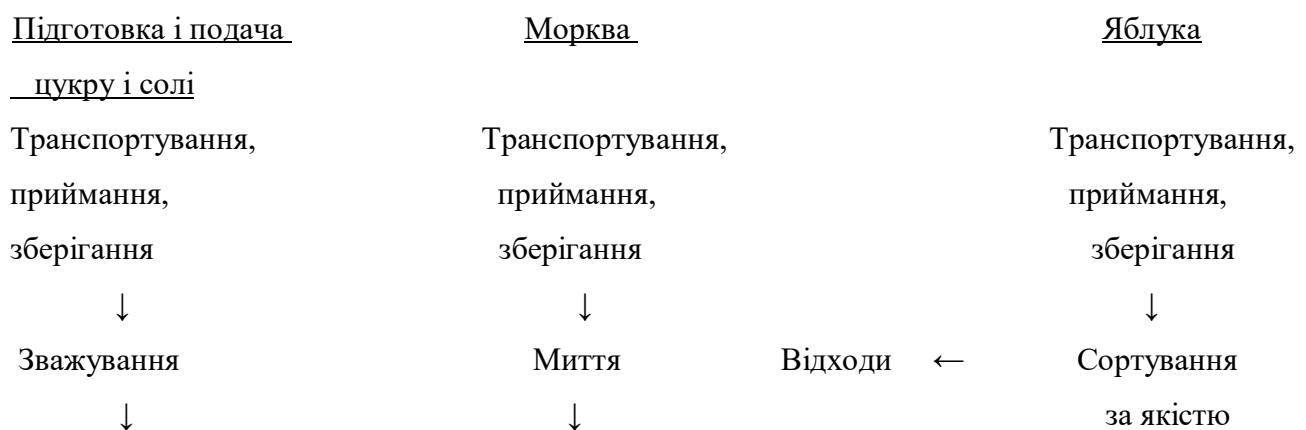 Підготовка і подача Морква Яблука
цукру і солі
Транспортування, Транспортування, Транспортування,
приймання, приймання, приймання,
зберігання зберігання зберігання
↓ ↓ ↓
Зважування Миття Відходи ← Сортування
↓ ↓ за якістю